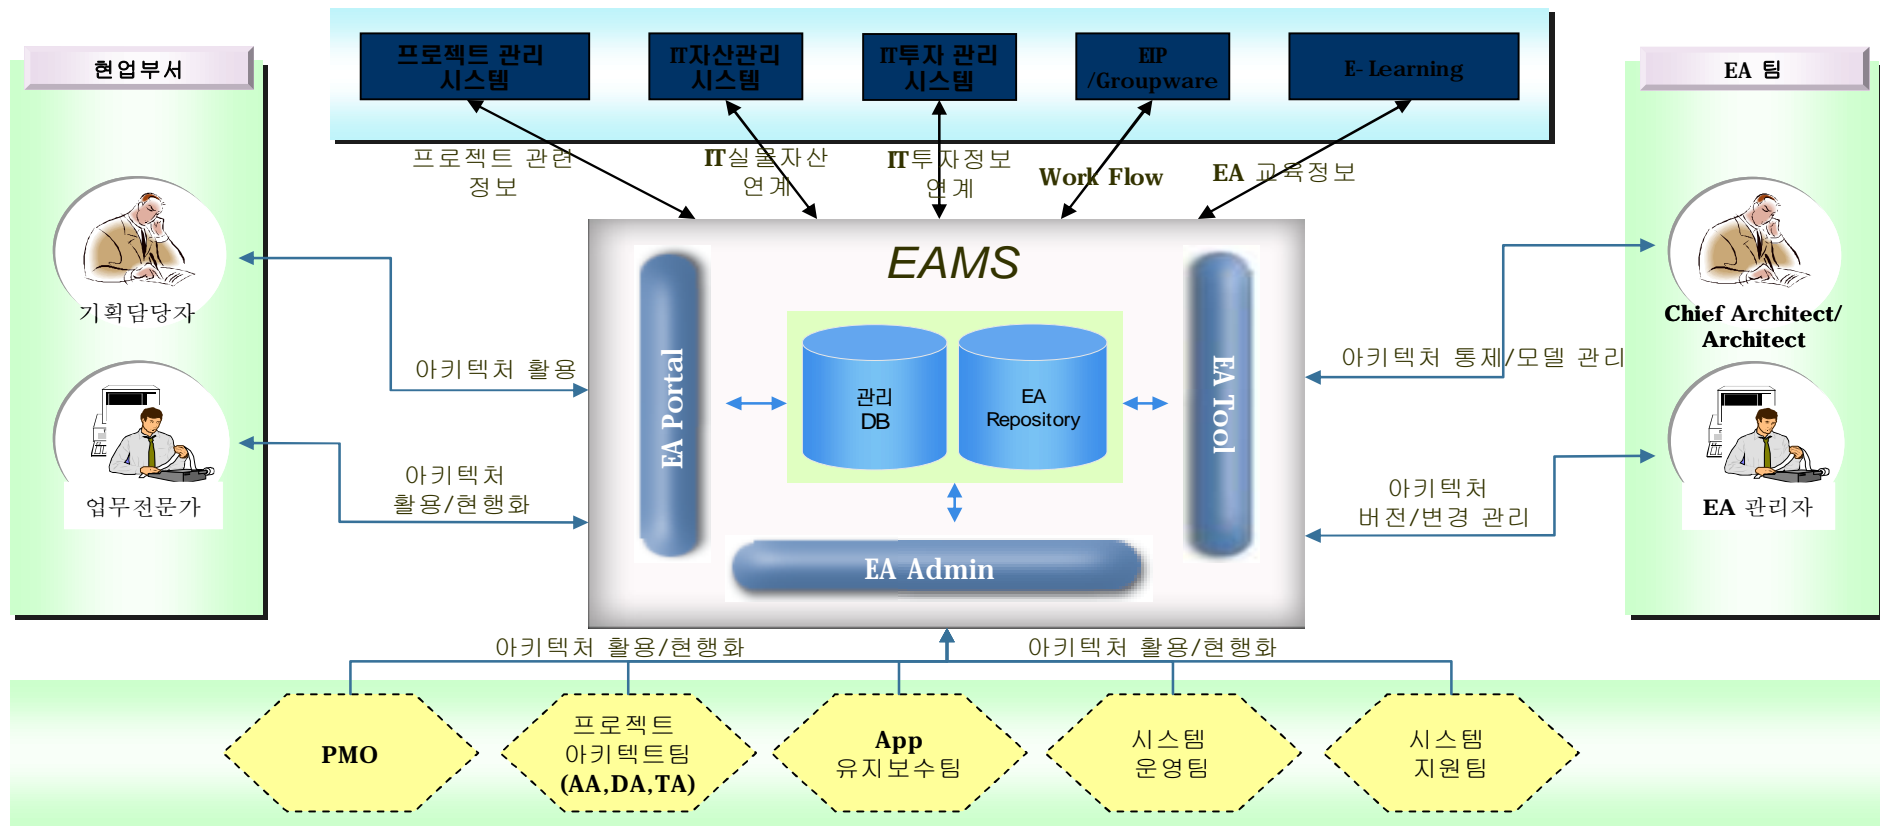 현업부서
프로젝트 관리
시스템
IT자산관리
시스템
IT투자 관리
시스템
EIP
/Groupware
E- Learning
EA 팀
프로젝트 관련
정보
IT실물자산
연계
IT투자정보
연계
Work Flow
EA 교육정보
기획담당자
업무전문가
아키텍처 활용
아키텍처
활용/현행화
EAMS
EA Portal
관리
DB
EA
Repository
EA Tool
EA Admin
아키텍처 통제/모델 관리
아키텍처
버전/변경 관리
Chief Architect/
Architect
EA 관리자
아키텍처 활용/현행화
아키텍처 활용/현행화
PMO
프로젝트
아키텍트팀
(AA,DA,TA)
App
유지보수팀
시스템
운영팀
시스템
지원팀